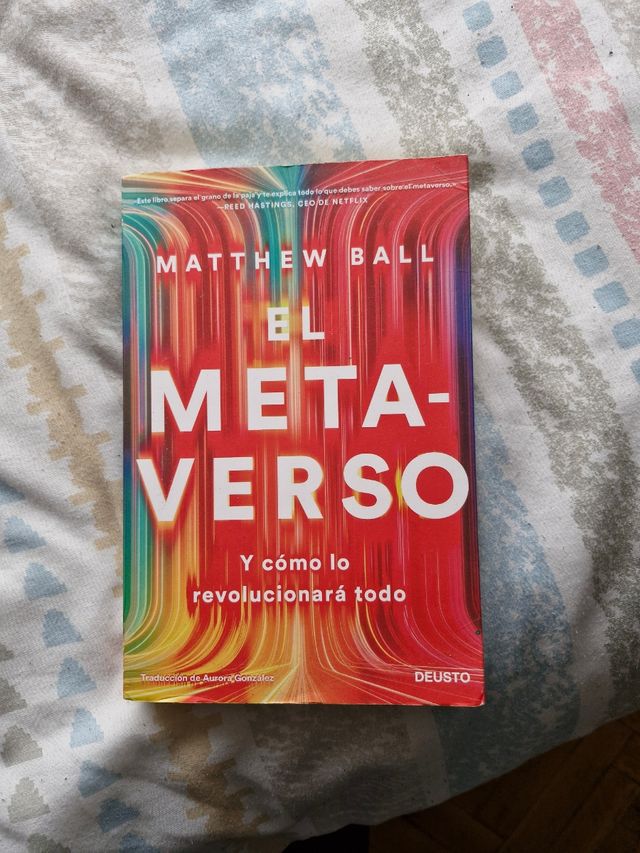 «Este libro separa el grano de la paja y te explica todo lo que debes saber sobre el metaverso.»
—REED HASTINGS, CEO DE NETFLIX
MATTHEW BALL
EL
META-
VERSO
Y cómo lo
revolucionará todo
Traducción de Aurora González
DEUSTO